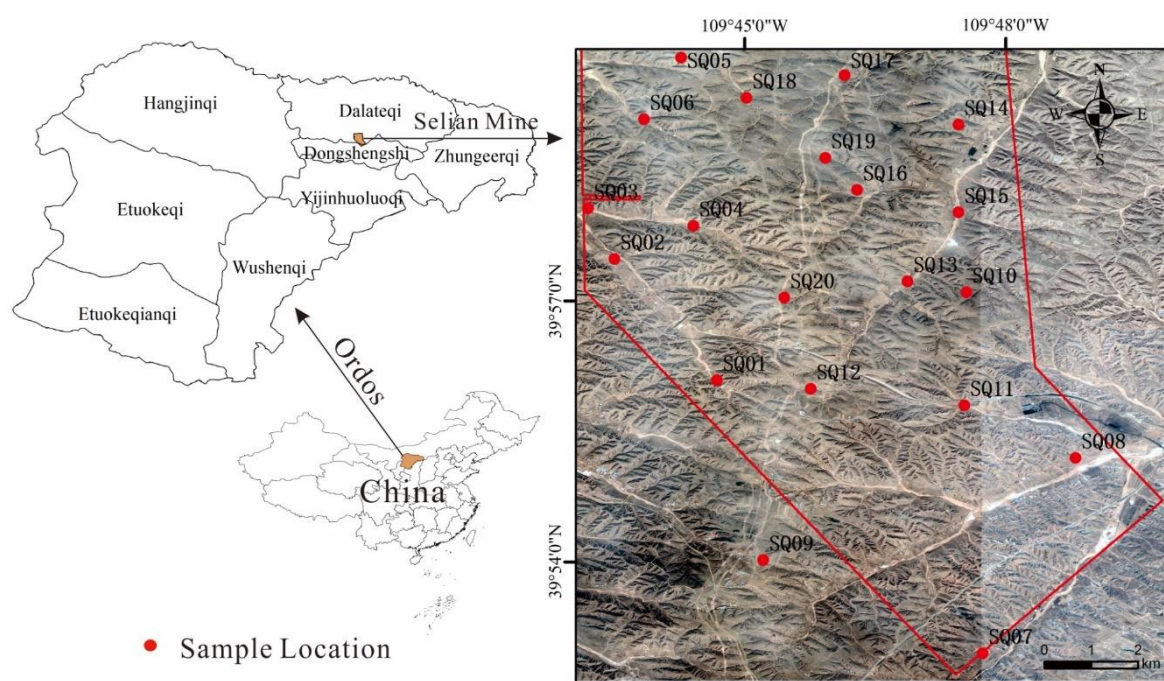 Hangjinqi
Dalateqi
Selian Mine
Dongshengshi
Zhungeerqi
Yijinhuoluoqi
Etuokeqi
Wushenqi
Etuokeqianqi
Ordos
China
Sample Location
109°45'0"W
109°48'0"W
39°57'0"N
39°54'0"N
N
W
E
S
SQ05
SQ17
SQ18
SQ06
SQ14
SQ19
SQ16
SQ03
SQ15
SQ04
SQ02
SQ13
SQ10
SQ20
SQ01
SQ12
SQ11
SQ08
SQ09
SQ07
0 1 2
km